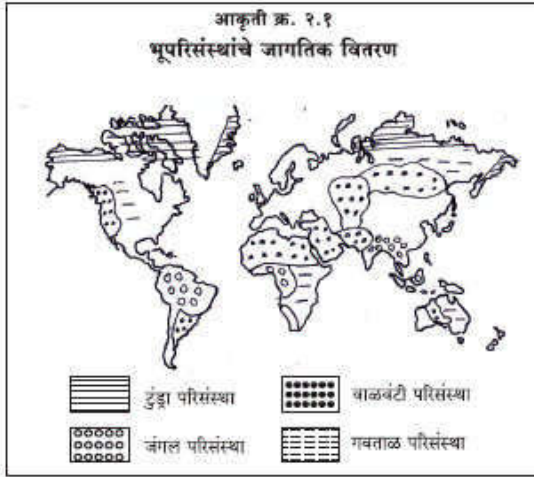 आकृती क्र. २.१
भूपरिसंस्थांचे जागतिक वितरण
टुंड्रा परिसंस्था
वाळवंटी परिसंस्था
जंगल परिसंस्था
गवताळ परिसंस्था